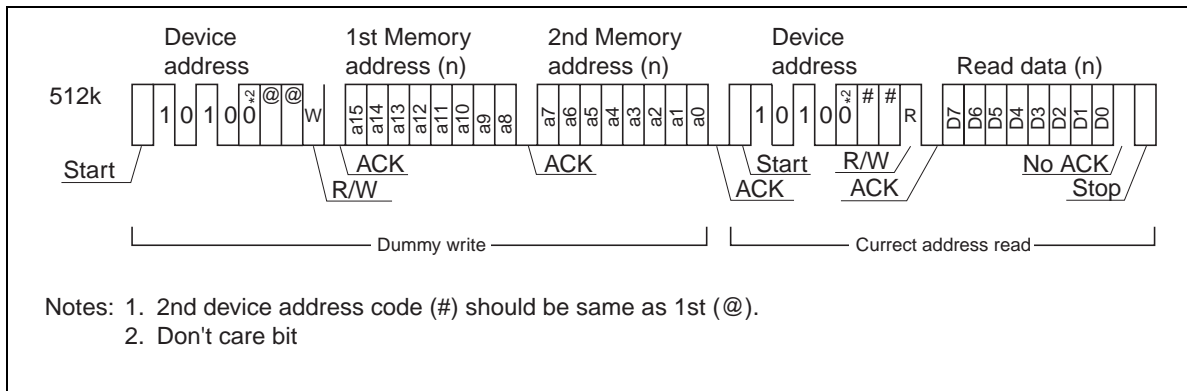 Device address
1st Memory address (n)
2nd Memory address (n)
Device address
Read data (n)
512k
1 0 1 0 0*2 @ @ W
a15 a14 a13 a12 a11 a10 a9 a8
a7 a6 a5 a4 a3 a2 a1 a0
1 0 1 0 0*2 # # R
D7 D6 D5 D4 D3 D2 D1 D0
Start
R/W
ACK
ACK
ACK
Start
R/W
ACK
No ACK
Stop
Dummy write
Currect address read
Notes: 1. 2nd device address code (#) should be same as 1st (@).
2. Don't care bit